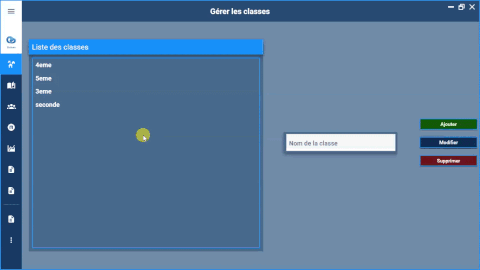 Gérer les classes
Liste des classes
4eme
5eme
3eme
seconde
Nom de la classe
Ajouter
Modifier
Supprimer